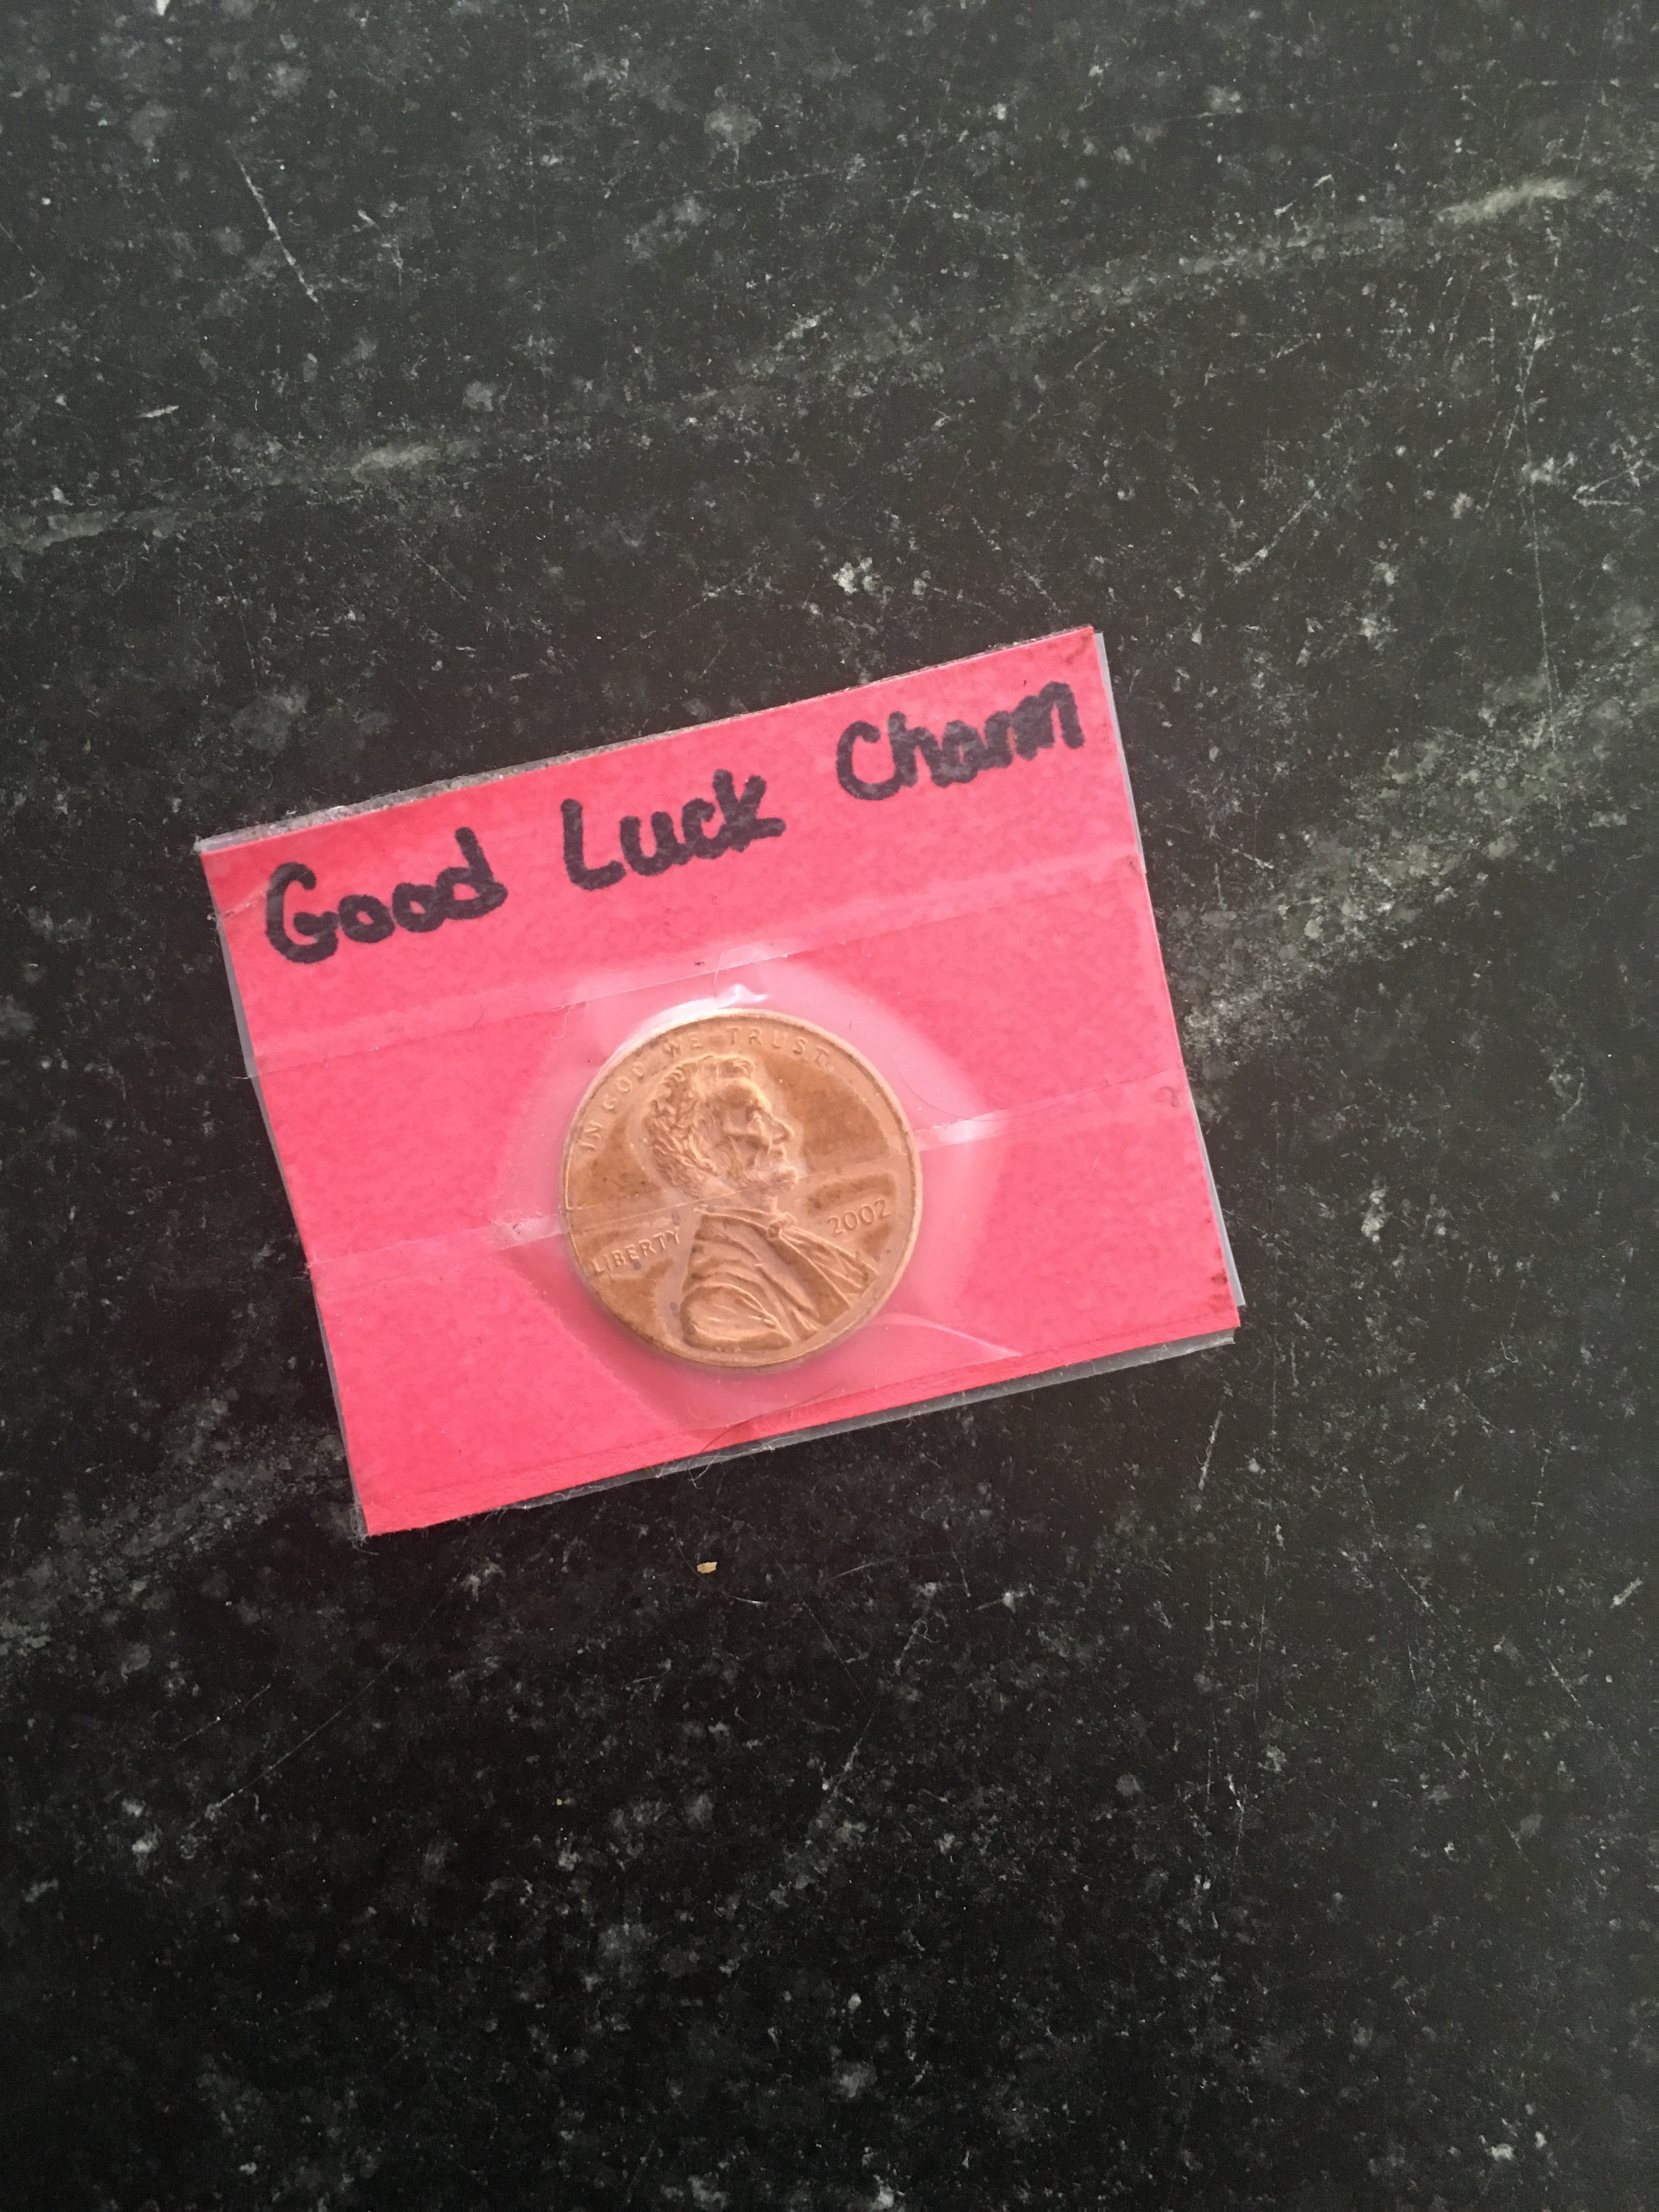 Good Luck Charm
IN GOD WE TRUST
LIBERTY
2002